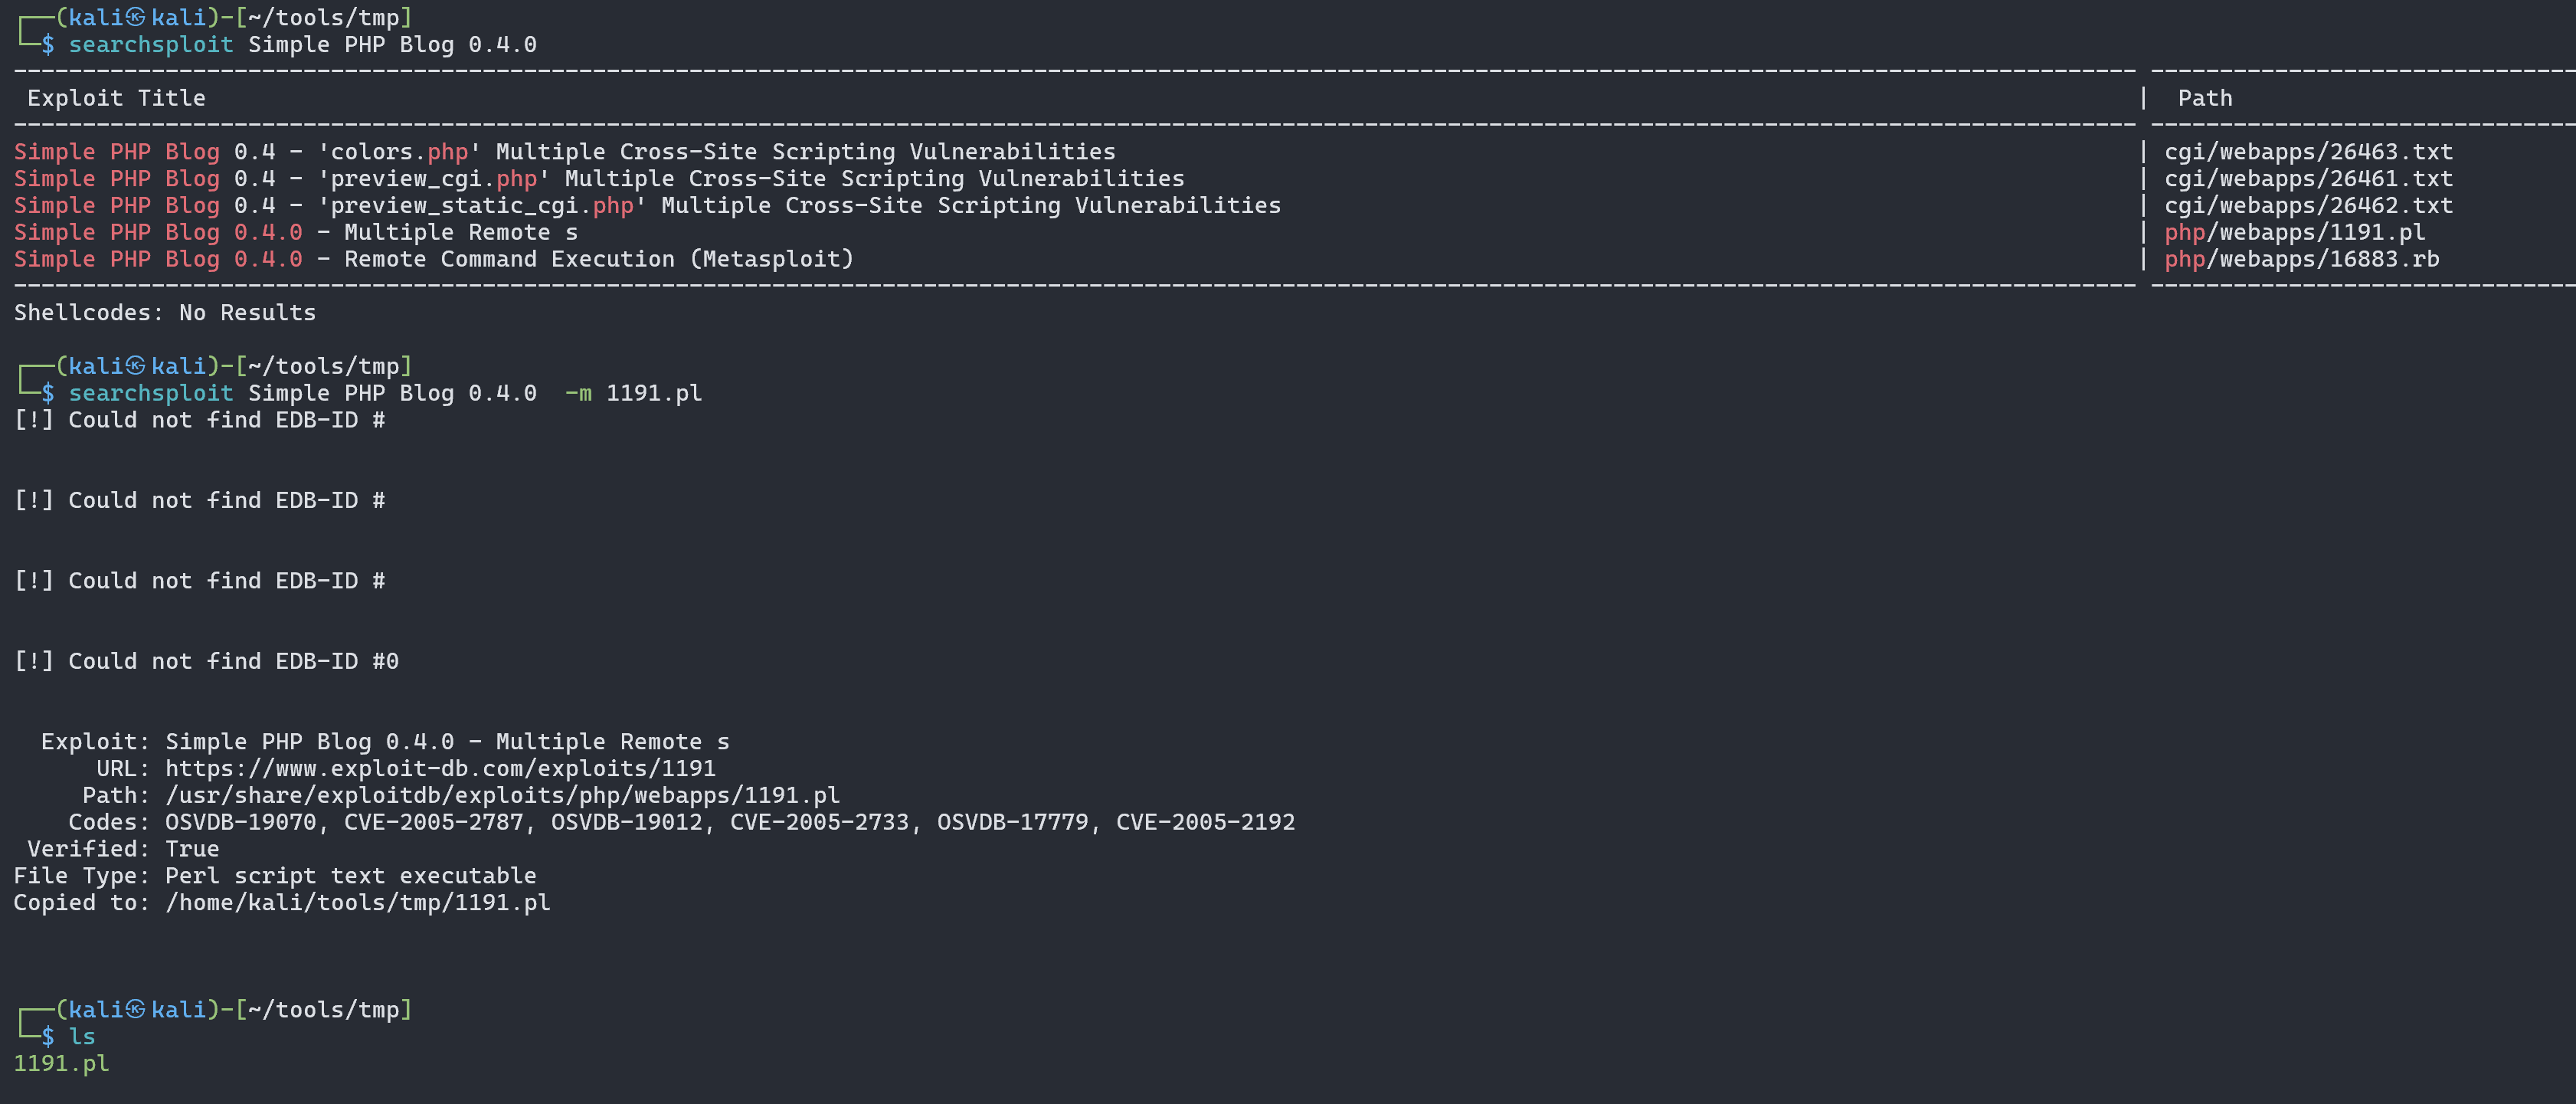 ┌──(kali㉿kali)-[~/tools/tmp]
└─$ searchsploit Simple PHP Blog 0.4.0
---------------------------------------------------------------------------------------------------------- ---------------------------------
 Exploit Title | Path
---------------------------------------------------------------------------------------------------------- ---------------------------------
Simple PHP Blog 0.4 - 'colors.php' Multiple Cross-Site Scripting Vulnerabilities | cgi/webapps/26463.txt
Simple PHP Blog 0.4 - 'preview_cgi.php' Multiple Cross-Site Scripting Vulnerabilities | cgi/webapps/26461.txt
Simple PHP Blog 0.4 - 'preview_static_cgi.php' Multiple Cross-Site Scripting Vulnerabilities | cgi/webapps/26462.txt
Simple PHP Blog 0.4.0 - Multiple Remote s | php/webapps/1191.pl
Simple PHP Blog 0.4.0 - Remote Command Execution (Metasploit) | php/webapps/16883.rb
---------------------------------------------------------------------------------------------------------- ---------------------------------
Shellcodes: No Results
┌──(kali㉿kali)-[~/tools/tmp]
└─$ searchsploit Simple PHP Blog 0.4.0  -m 1191.pl
[!] Could not find EDB-ID #
[!] Could not find EDB-ID #
[!] Could not find EDB-ID #
[!] Could not find EDB-ID #0
  Exploit: Simple PHP Blog 0.4.0 - Multiple Remote s
      URL: https://www.exploit-db.com/exploits/1191
     Path: /usr/share/exploitdb/exploits/php/webapps/1191.pl
    Codes: OSVDB-19070, CVE-2005-2787, OSVDB-19012, CVE-2005-2733, OSVDB-17779, CVE-2005-2192
 Verified: True
File Type: Perl script text executable
Copied to: /home/kali/tools/tmp/1191.pl
┌──(kali㉿kali)-[~/tools/tmp]
└─$ ls
1191.pl